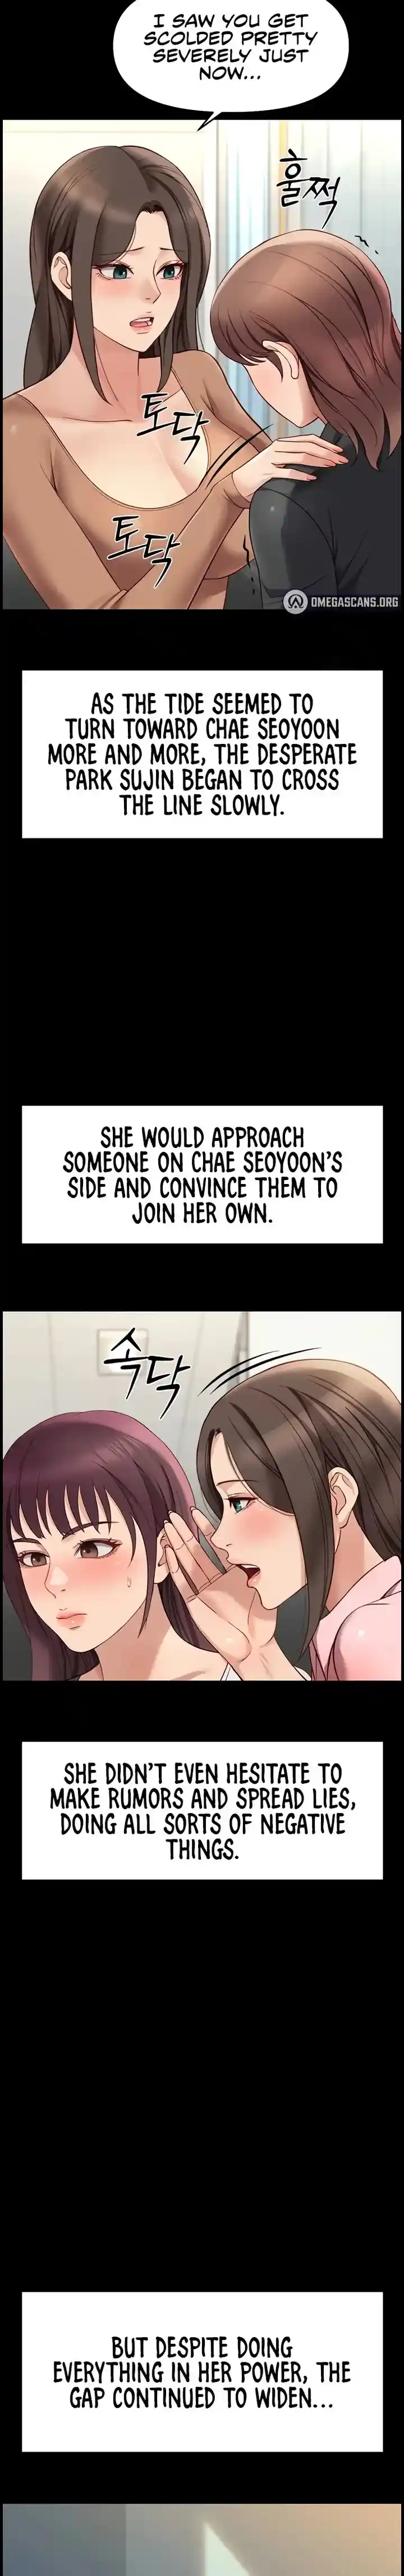 I SAW YOU GET
SCOLDED PRETTY
SEVERELY JUST
NOW...
훌쩍
토닥
토닥
OMEGASCANS.ORG
AS THE TIDE SEEMED TO
TURN TOWARD CHAE SEOYOON
MORE AND MORE, THE DESPERATE
PARK SUJIN BEGAN TO CROSS
THE LINE SLOWLY.
SHE WOULD APPROACH
SOMEONE ON CHAE SEOYOON'S
SIDE AND CONVINCE THEM TO
JOIN HER OWN.
속닥
SHE DIDN'T EVEN HESITATE TO
MAKE RUMORS AND SPREAD LIES,
DOING ALL SORTS OF NEGATIVE
THINGS.
BUT DESPITE DOING
EVERYTHING IN HER POWER, THE
GAP CONTINUED TO WIDEN...